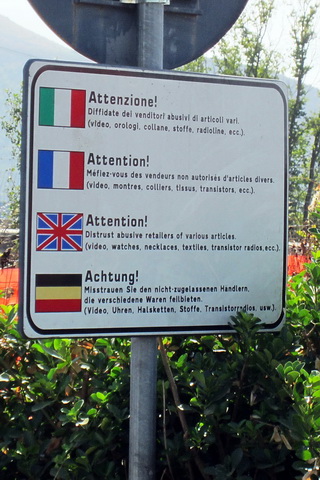 Attenzione!
Diffidate dei venditori abusivi di articoli vari.
(video, orologi, collane, stoffe, radioline, ecc.).
Attention!
Méfiez-vous des vendeurs non autorisés d'articles divers.
(video, montres, colliers, tissus, transistors, etc.).
Attention!
Distrust abusive retailers of various articles.
(video, watches, necklaces, textiles, transistor radios,ecc.).
Achtung!
Misstrauen Sie den nicht-zugelassenen Händlern,
die verschiedene Waren feilbieten.
(Video, Uhren, Halsketten, Stoffe, Transistorradios, usw.).